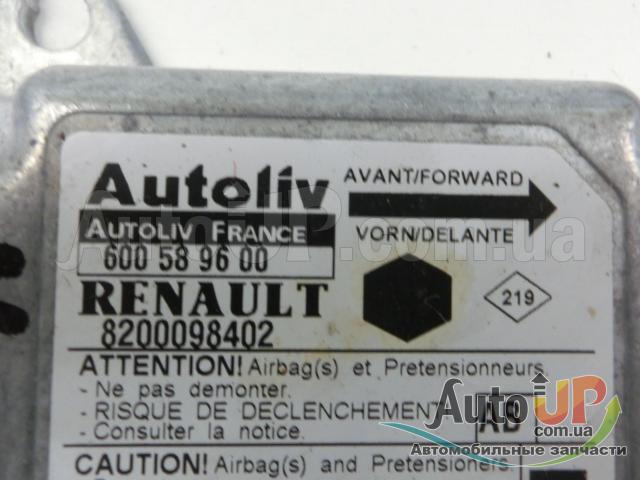 Autoliv
AUTOLIV FRANCE
600 58 96 00
RENAULT
8200098402
AVANT/FORWARD
VORN/DELANTE
219
ATTENTION! Airbag(s) et Pretensionneurs.
- Ne pas demonter.
- RISQUE DE DECLENCHEMENT
- Consulter la notice.
AB
CAUTION! Airbag(s) and Pretensioners
AutoUP
.com.ua
Автомобильные запчасти